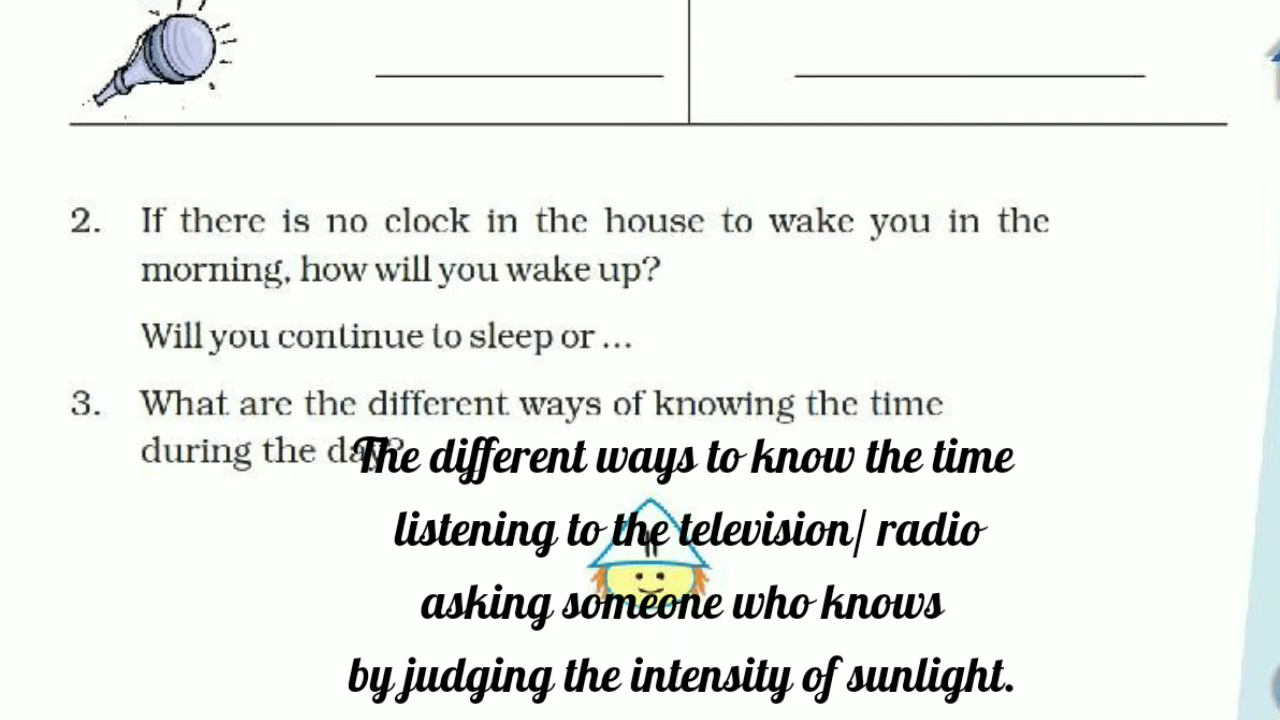 2. If there is no clock in the house to wake you in the
morning, how will you wake up?
Will you continue to sleep or ...
3. What are the different ways of knowing the time
during the day?
The different ways to know the time
listening to the television/ radio
asking someone who knows
by judging the intensity of sunlight.